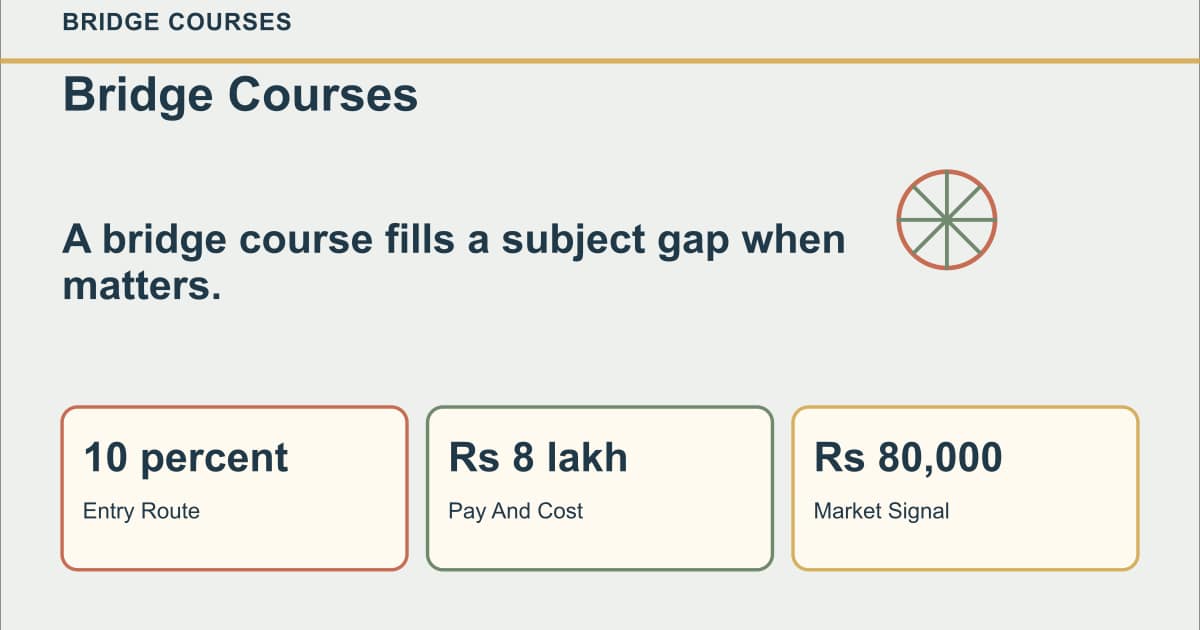 BRIDGE COURSES
Bridge Courses
A bridge course fills a subject gap when
matters.
10 percent
Entry Route
Rs 8 lakh
Pay And Cost
Rs 80,000
Market Signal